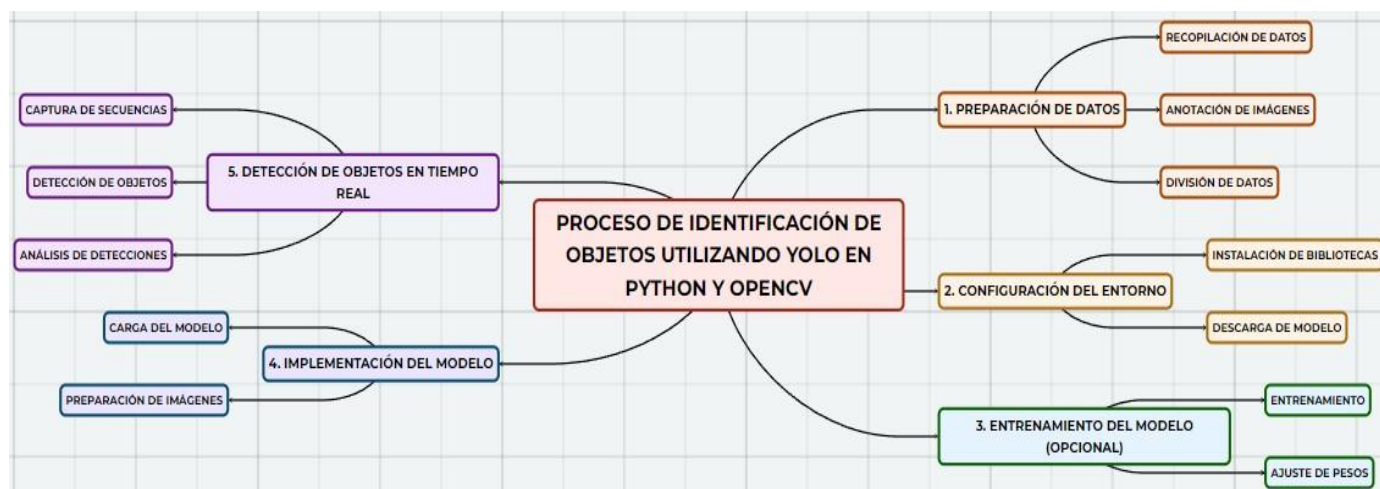 PROCESO DE IDENTIFICACIÓN DE
OBJETOS UTILIZANDO YOLO EN
PYTHON Y OPENCV
1. PREPARACIÓN DE DATOS
RECOPILACIÓN DE DATOS
ANOTACIÓN DE IMÁGENES
DIVISIÓN DE DATOS
2. CONFIGURACIÓN DEL ENTORNO
INSTALACIÓN DE BIBLIOTECAS
DESCARGA DE MODELO
3. ENTRENAMIENTO DEL MODELO
(OPCIONAL)
ENTRENAMIENTO
AJUSTE DE PESOS
4. IMPLEMENTACIÓN DEL MODELO
CARGA DEL MODELO
PREPARACIÓN DE IMÁGENES
5. DETECCIÓN DE OBJETOS EN TIEMPO
REAL
CAPTURA DE SECUENCIAS
DETECCIÓN DE OBJETOS
ANÁLISIS DE DETECCIONES